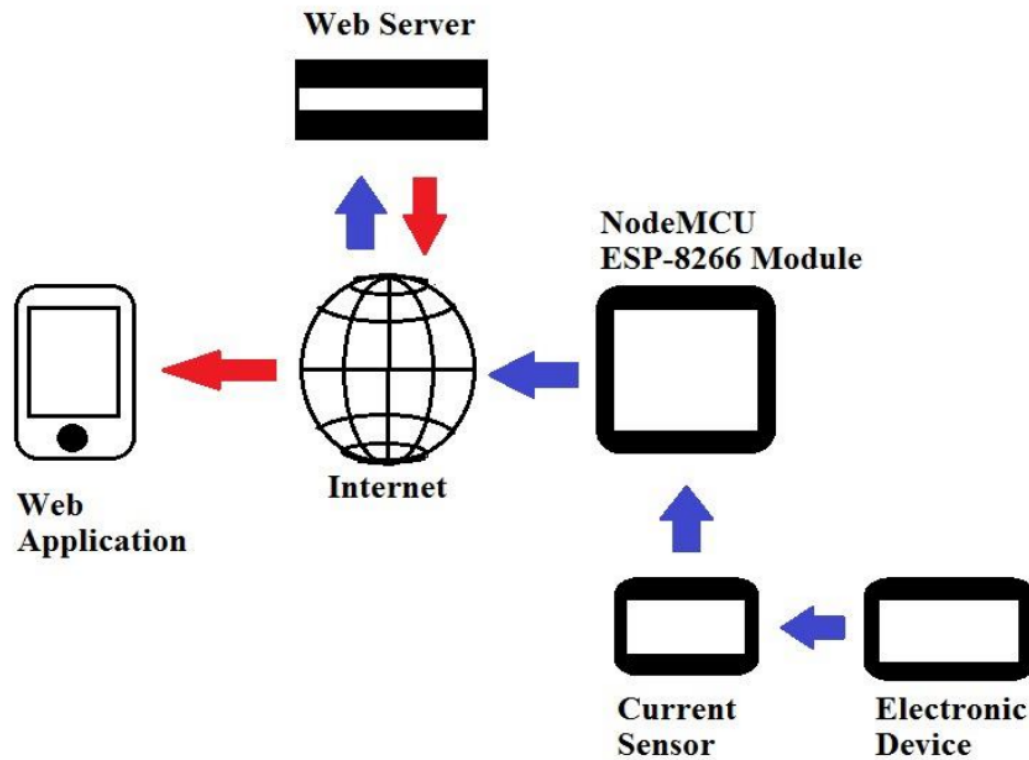 Web Server
NodeMCU
ESP-8266 Module
Internet
Web
Application
Current
Sensor
Electronic
Device